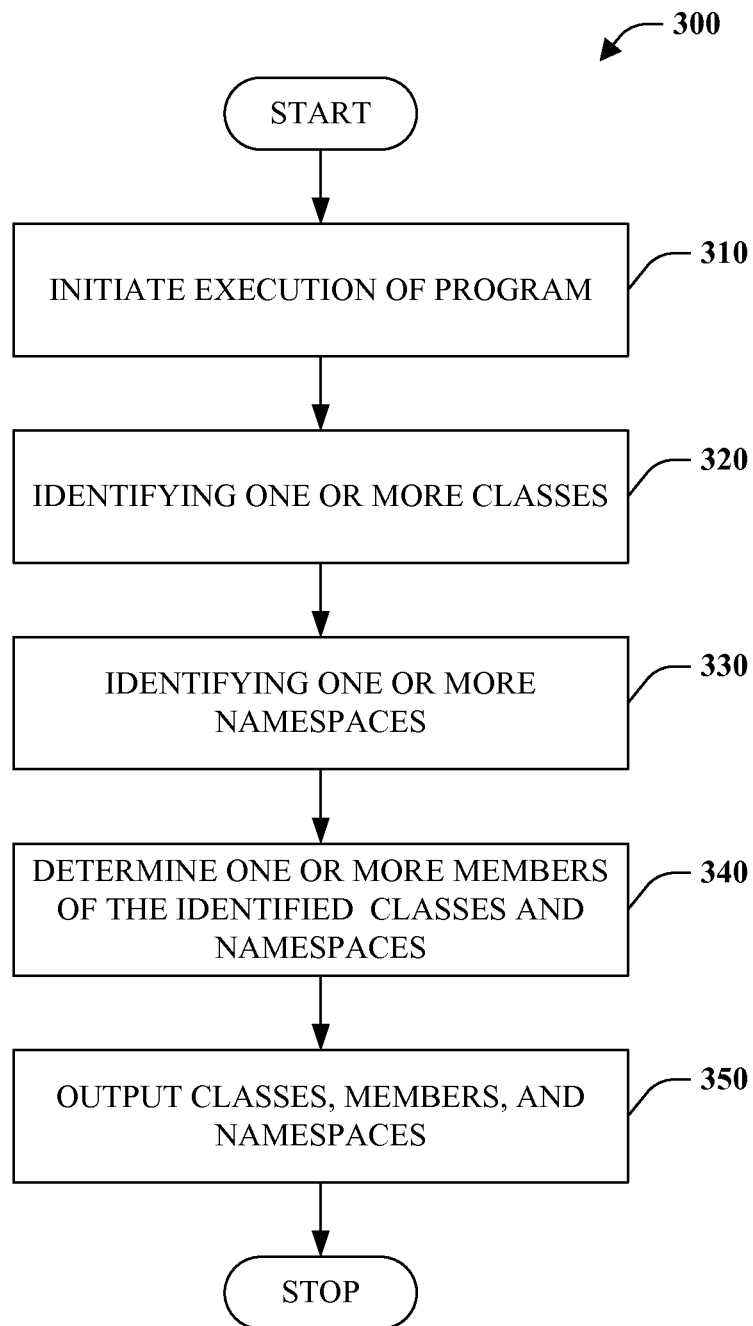 300
START
INITIATE EXECUTION OF PROGRAM
310
IDENTIFYING ONE OR MORE CLASSES
320
IDENTIFYING ONE OR MORE
NAMESPACES
330
DETERMINE ONE OR MORE MEMBERS
OF THE IDENTIFIED CLASSES AND
NAMESPACES
340
OUTPUT CLASSES, MEMBERS, AND
NAMESPACES
350
STOP